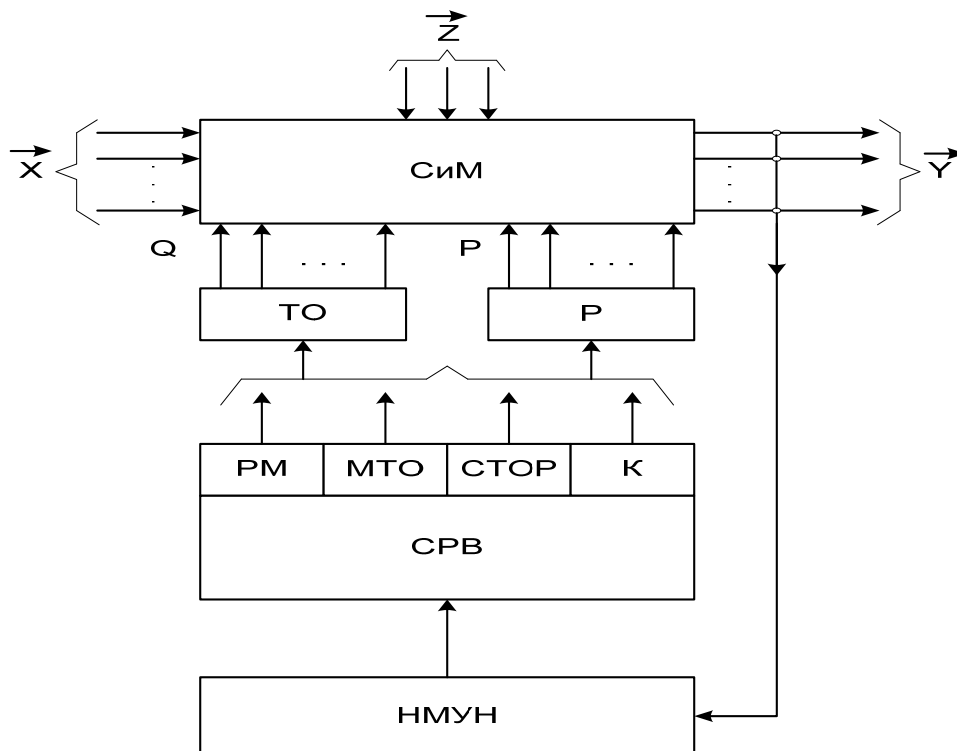 Z
X
СиМ
Y
Q
. . .
P
. . .
ТО
Р
РМ
МТО
СТОР
К
СРВ
НМУН